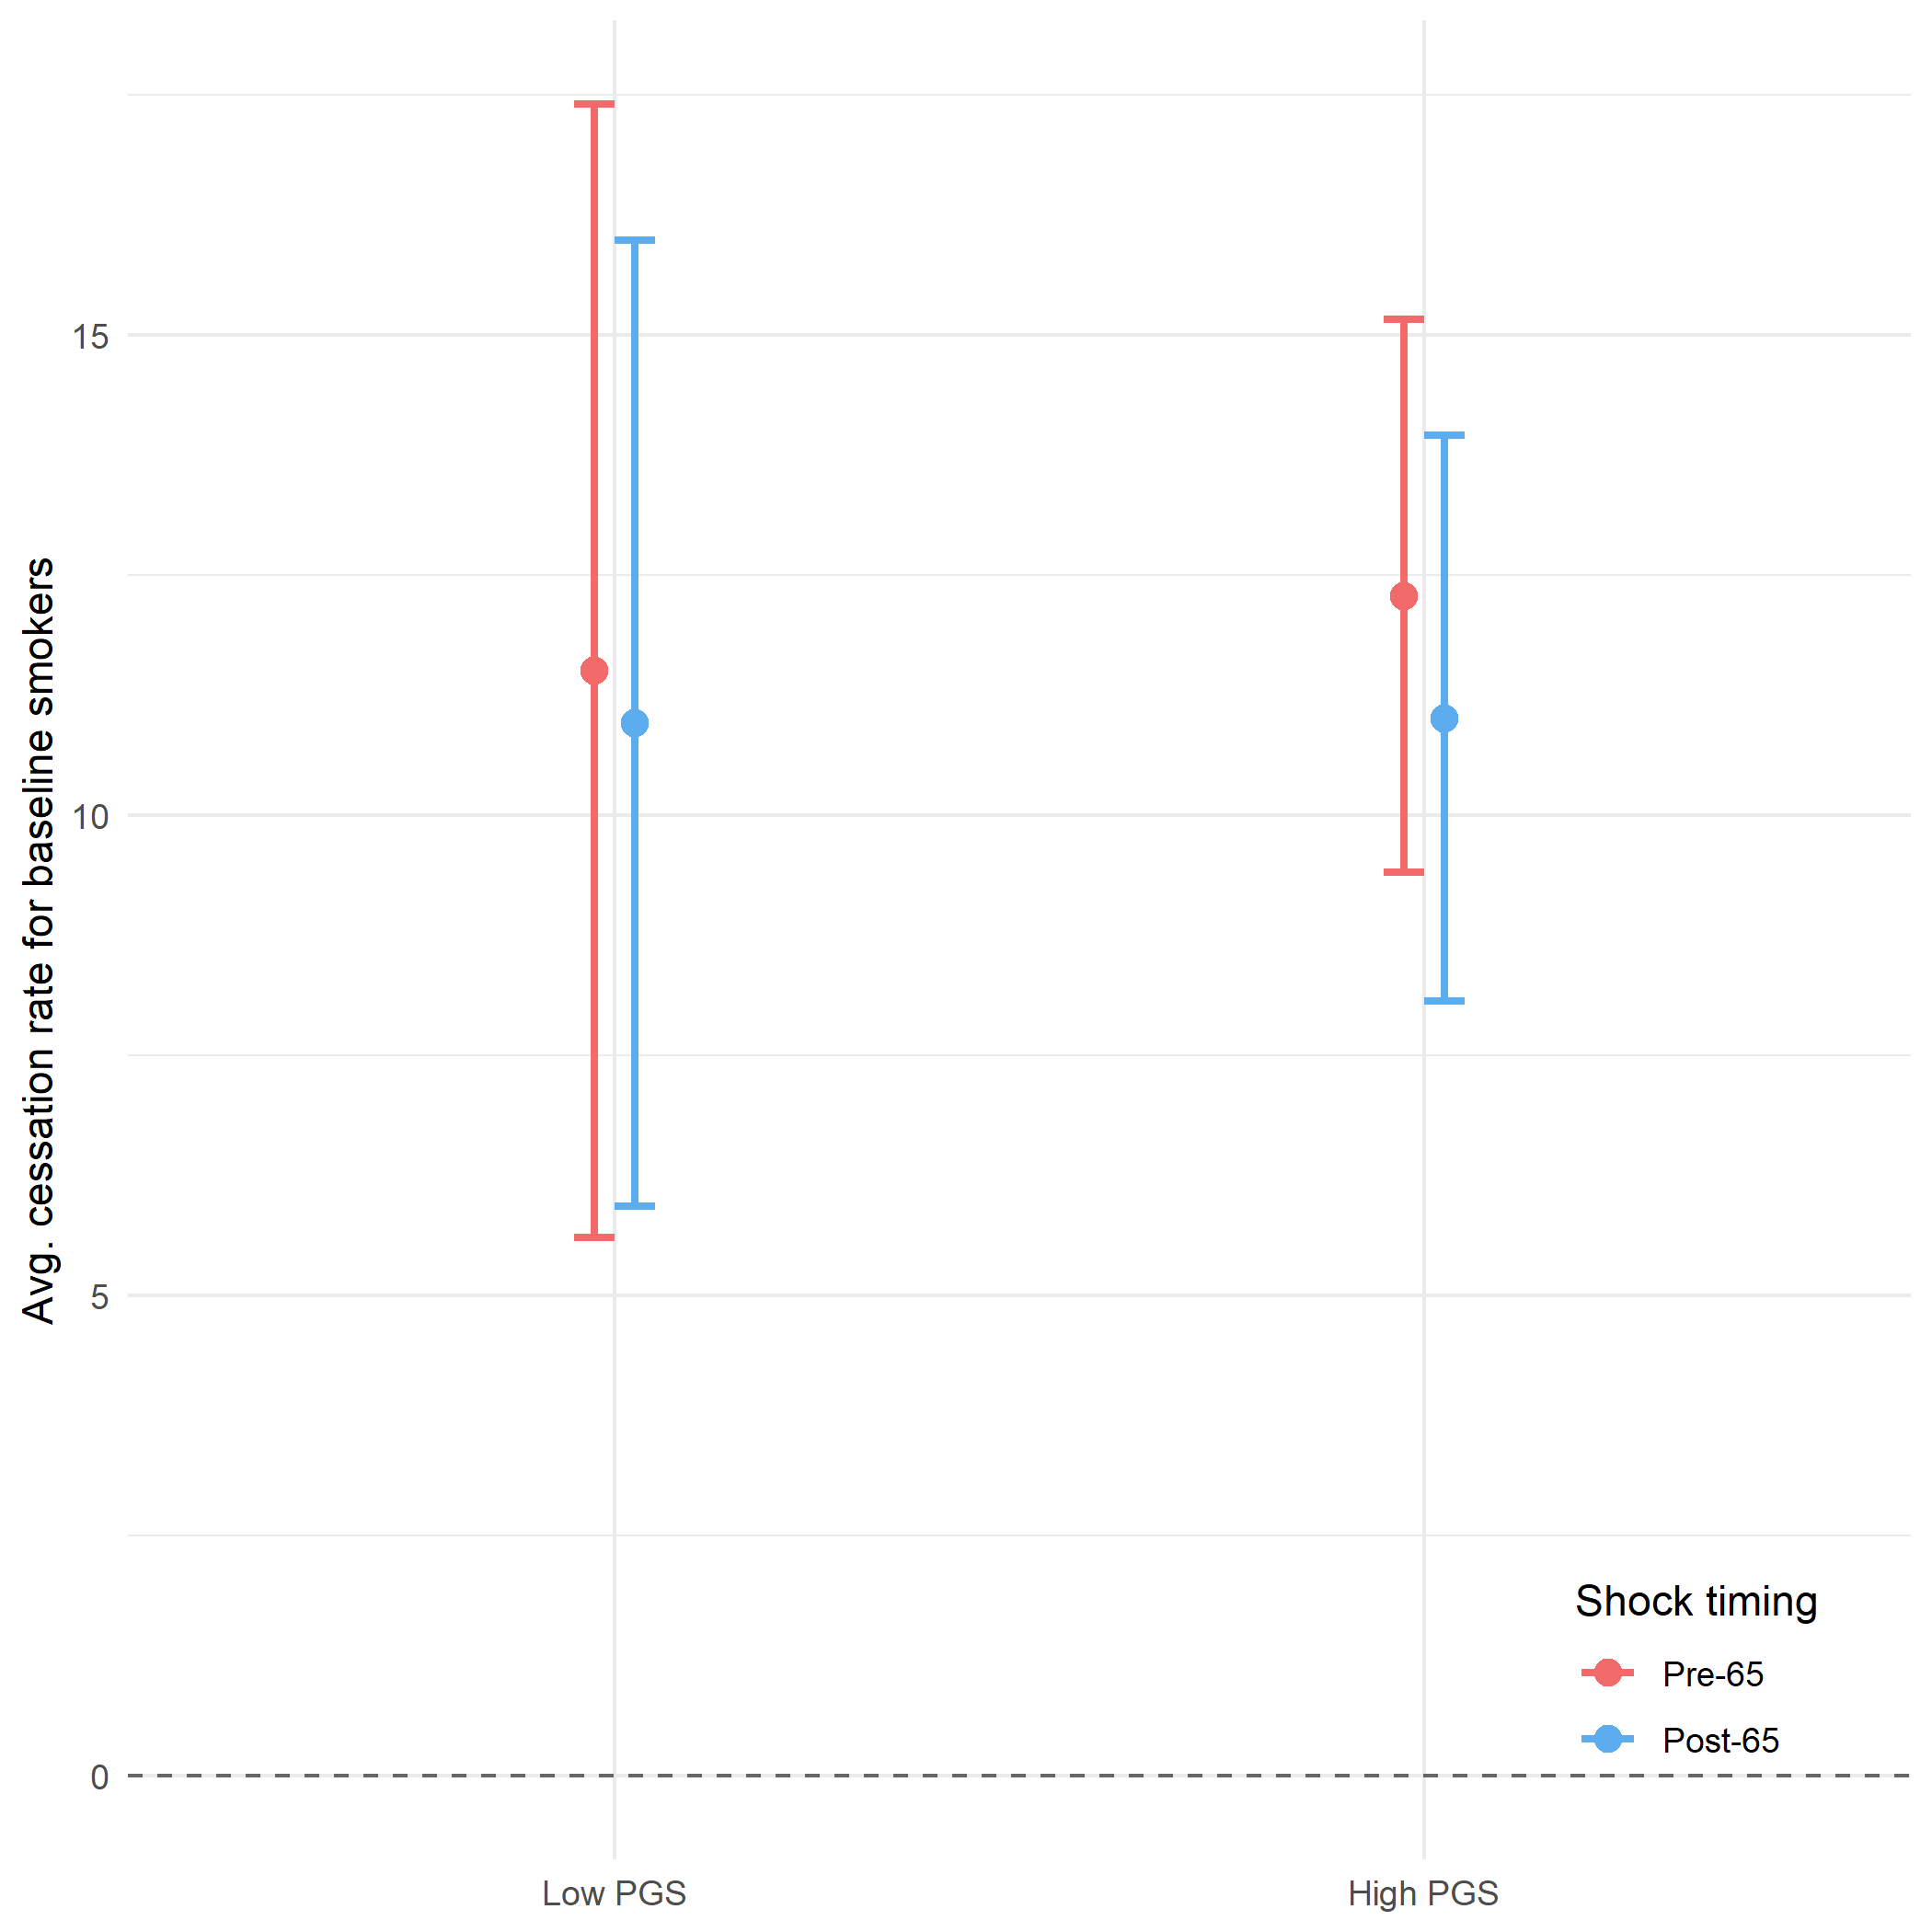 Avg. cessation rate for baseline smokers
15
10
5
0
Low PGS
High PGS
Shock timing
Pre-65
Post-65